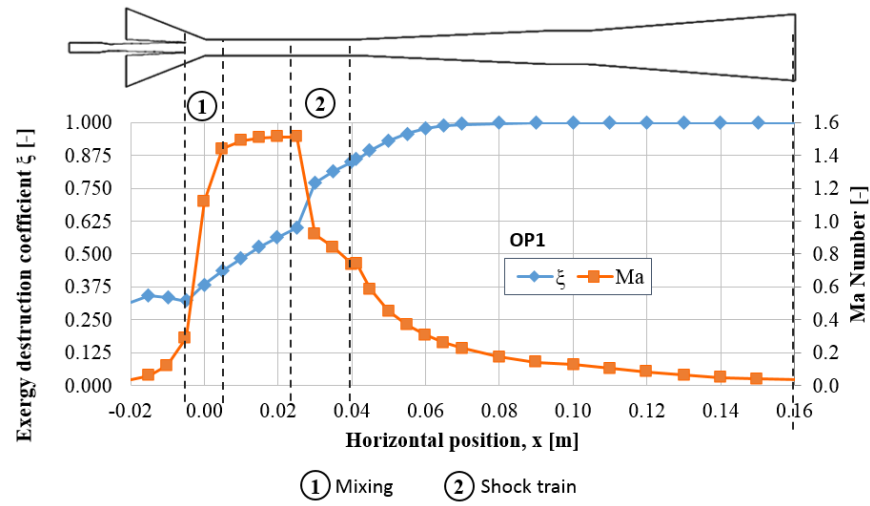 1
2
Exergy destruction coefficient ξ [-]
1.000
0.875
0.750
0.625
0.500
0.375
0.250
0.125
0.000
OP1
ξ Ma
1.6
1.4
1.2
1.0
0.8
0.6
0.4
0.2
0.0
Ma Number [-]
-0.02 0.00 0.02 0.04 0.06 0.08 0.10 0.12 0.14 0.16
Horizontal position, x [m]
1 Mixing 2 Shock train